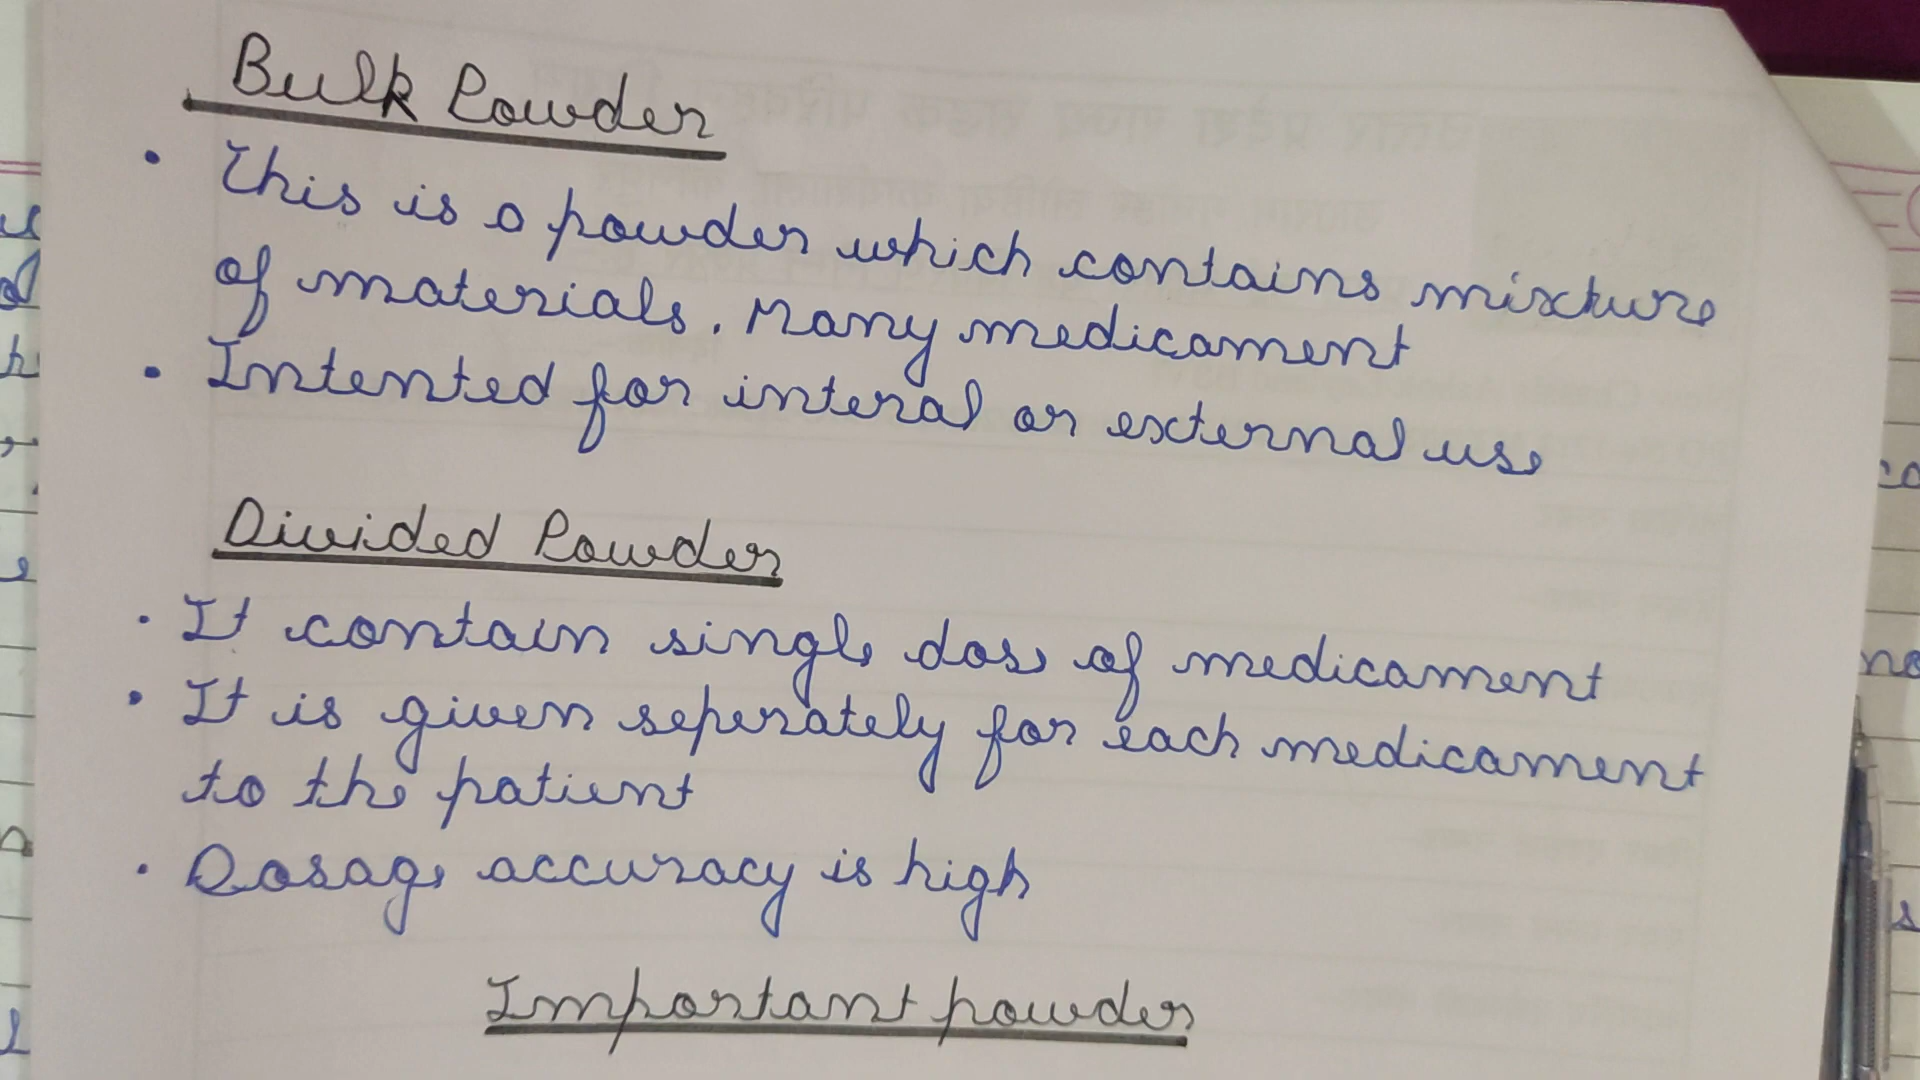 Bulk Powder
• This is a powder which contains mixture
of materials. Many medicament
• Intented for interal or external use
Divided Powder
• It contain single dose of medicament
• It is given seperately for each medicament
to the patient
• Dosage accuracy is high
Important powder